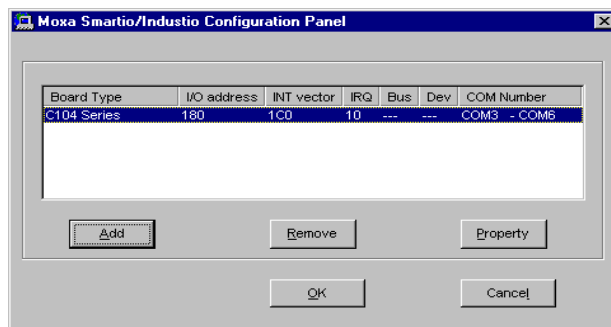 Moxa Smartio/Industio Configuration Panel
Board Type I/O address INT vector IRQ Bus Dev COM Number
C104 Series 180 1C0 10 --- --- COM3 - COM6
Add Remove Property
OK Cancel